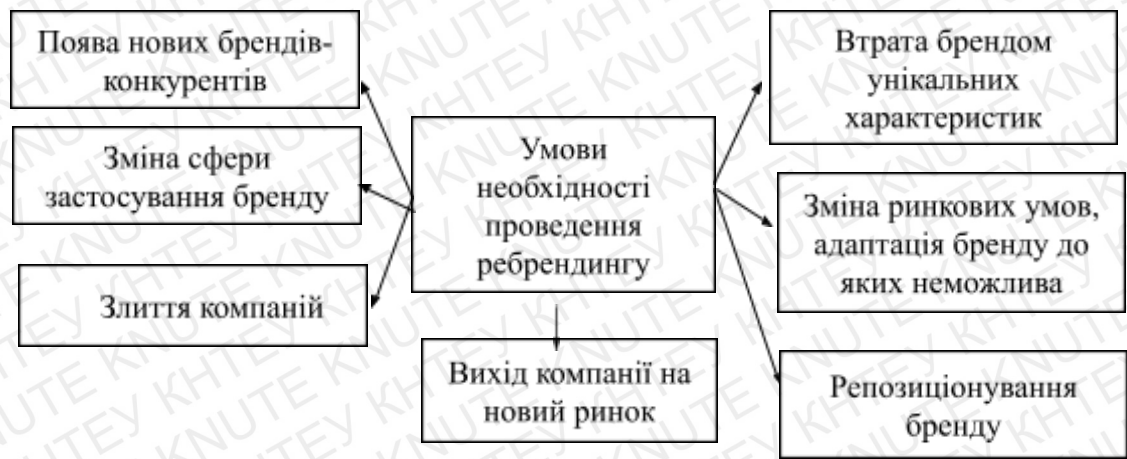 Поява нових брендів-
конкурентів
Зміна сфери
застосування бренду
Злиття компаній
Умови
необхідності
проведення
ребрендингу
Вихід компанії на
новий ринок
Втрата брендом
унікальних
характеристик
Зміна ринкових умов,
адаптація бренду до
яких неможлива
Репозиціонування
бренду